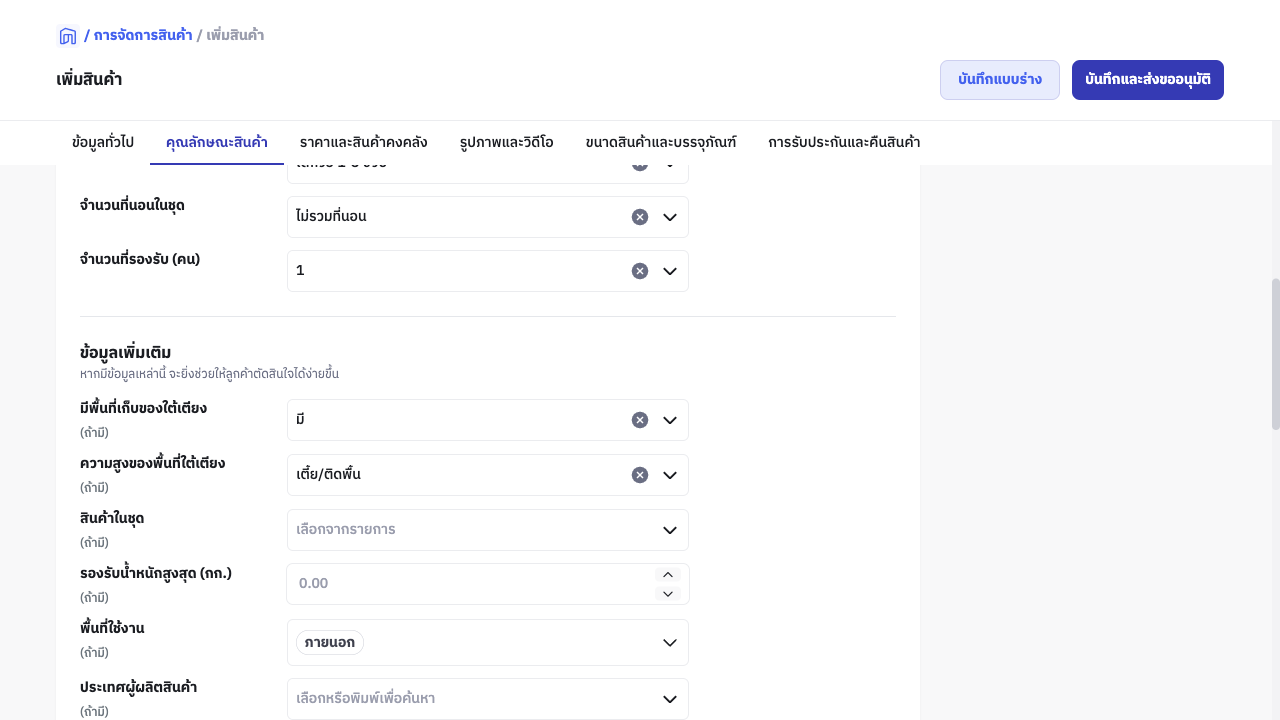 / การจัดการสินค้า / เพิ่มสินค้า
เพิ่มสินค้า
บันทึกแบบร่าง
บันทึกและส่งขออนุมัติ
ข้อมูลทั่วไป คุณลักษณะสินค้า ราคาและสินค้าคงคลัง รูปภาพและวิดีโอ ขนาดสินค้าและบรรจุภัณฑ์ การรับประกันและคืนสินค้า
จำนวนที่นอนในชุด
ไม่รวมที่นอน
จำนวนที่รองรับ (คน)
1
ข้อมูลเพิ่มเติม
หากมีข้อมูลเหล่านี้ จะยิ่งช่วยให้ลูกค้าตัดสินใจได้ง่ายขึ้น
มีพื้นที่เก็บของใต้เตียง
(ถ้ามี)
มี
ความสูงของพื้นที่ใต้เตียง
(ถ้ามี)
เตี้ย/ติดพื้น
สินค้าในชุด
(ถ้ามี)
เลือกจากรายการ
รองรับน้ำหนักสูงสุด (กก.)
(ถ้ามี)
0.00
พื้นที่ใช้งาน
(ถ้ามี)
ภายนอก
ประเทศผู้ผลิตสินค้า
(ถ้ามี)
เลือกหรือพิมพ์เพื่อค้นหา